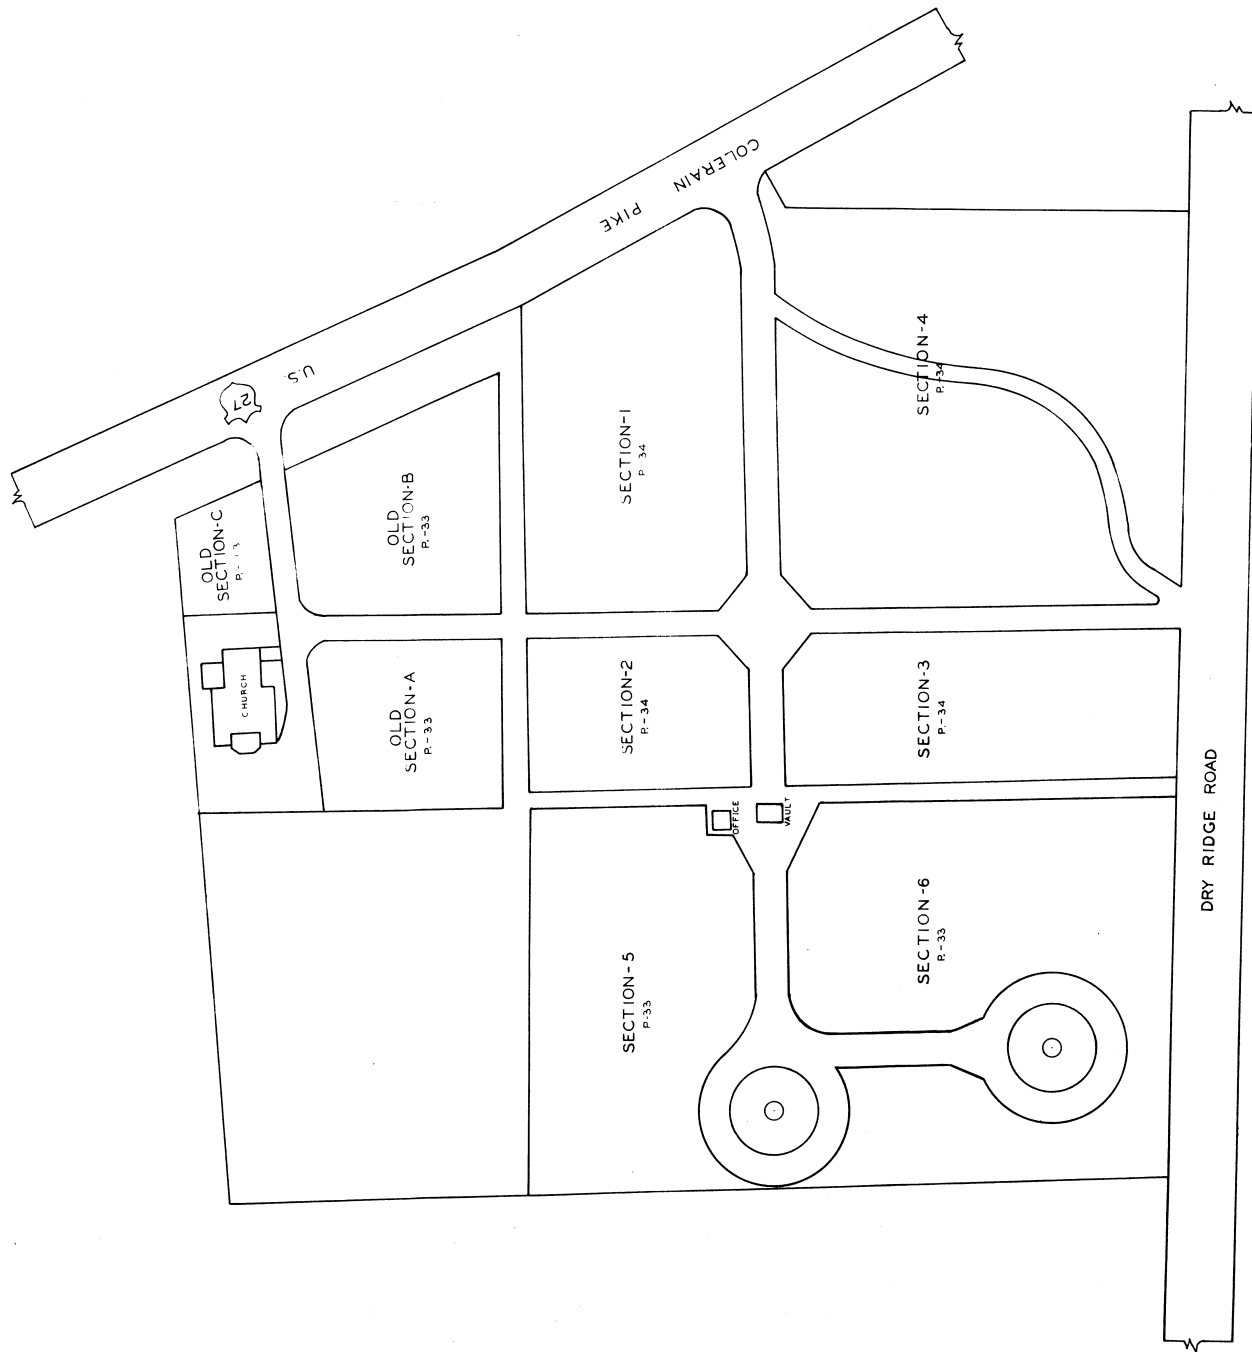 COLERAIN
PIKE
U.S.
27
SECTION-4
P.-34
SECTION-1
P.-34
OLD
SECTION-B
P.-33
OLD
SECTION-C
CHURCH
OLD
SECTION-A
P.-33
SECTION-2
P.-34
SECTION-3
P.-34
OFFICE
VAULT
DRY RIDGE ROAD
SECTION-5
P-33
SECTION-6
P.-33